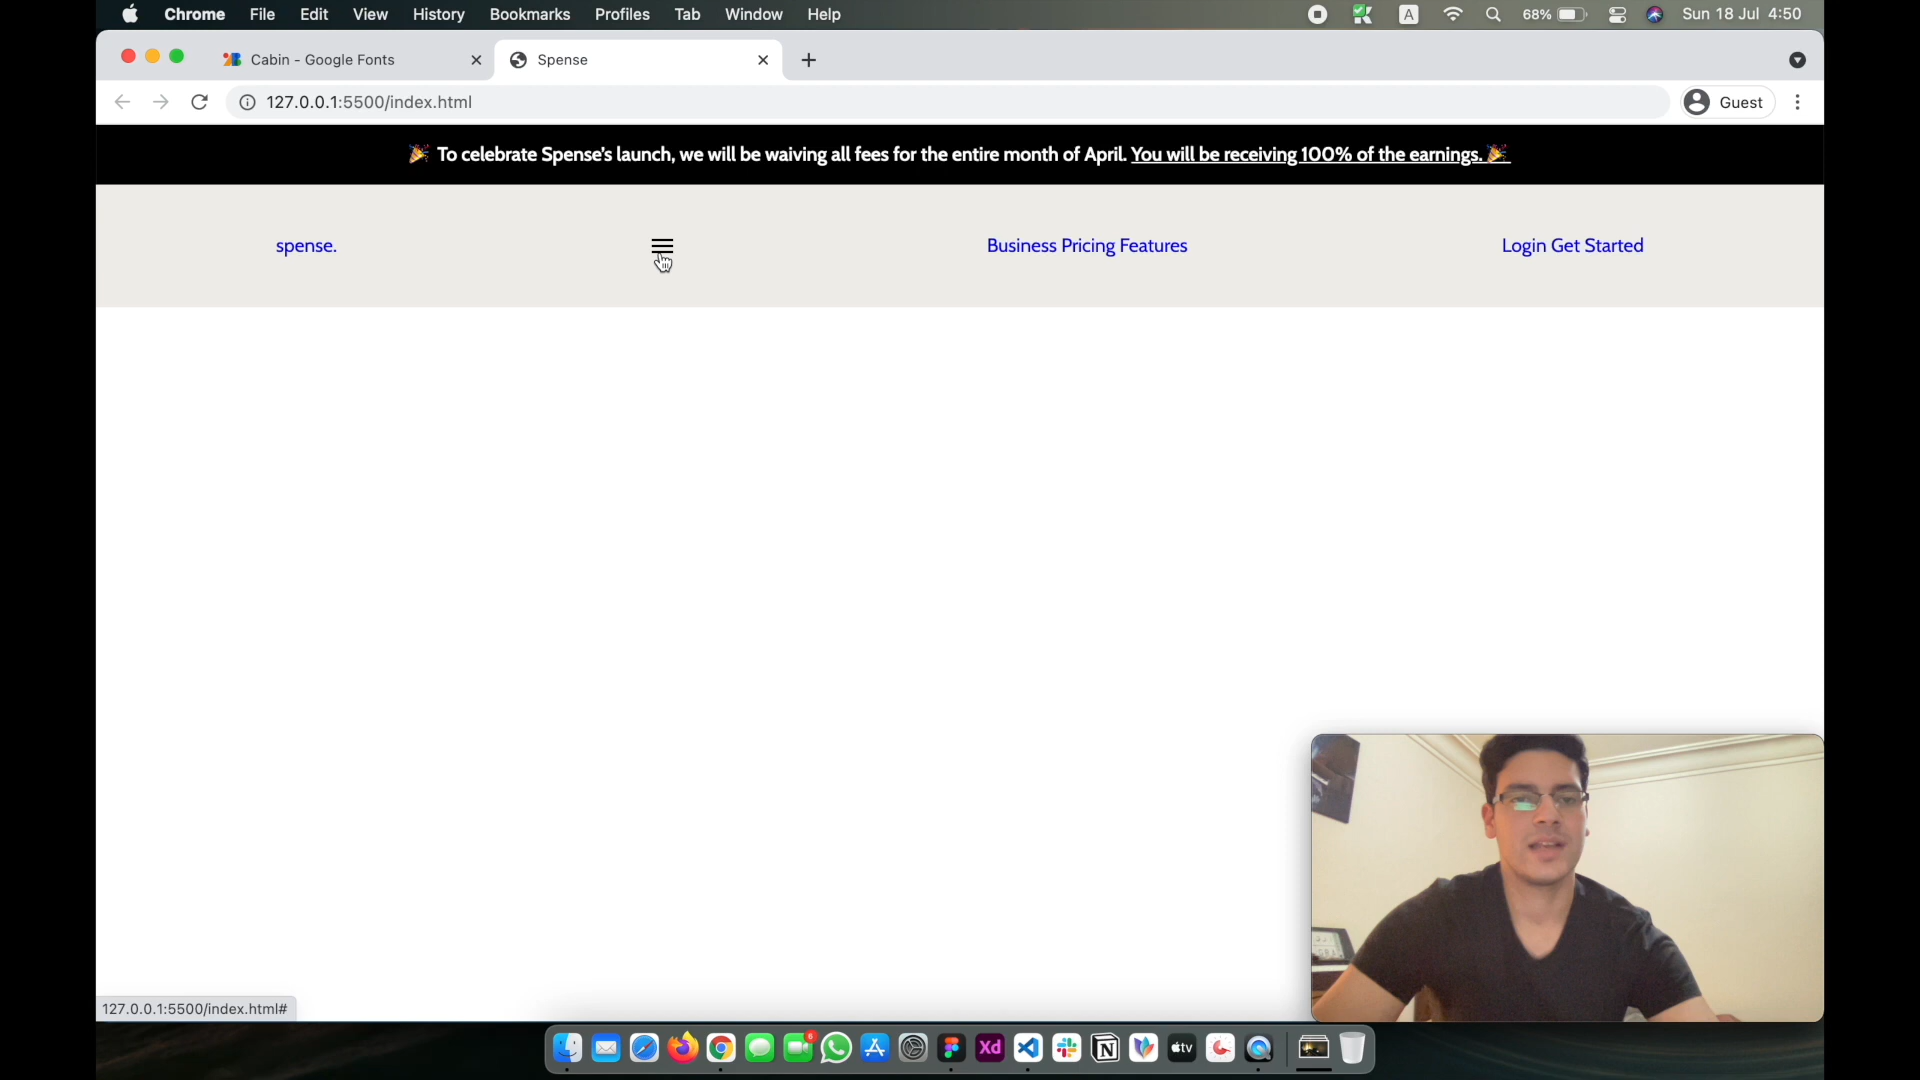 Chrome File Edit View History Bookmarks Profiles Tab Window Help
A 68% Sun 18 Jul 4:50
Cabin - Google Fonts
Spense
127.0.0.1:5500/index.html
Guest
🎉 To celebrate Spense's launch, we will be waiving all fees for the entire month of April. You will be receiving 100% of the earnings. 🎉
spense.
Business Pricing Features
Login Get Started
127.0.0.1:5500/index.html#
Xd
tv